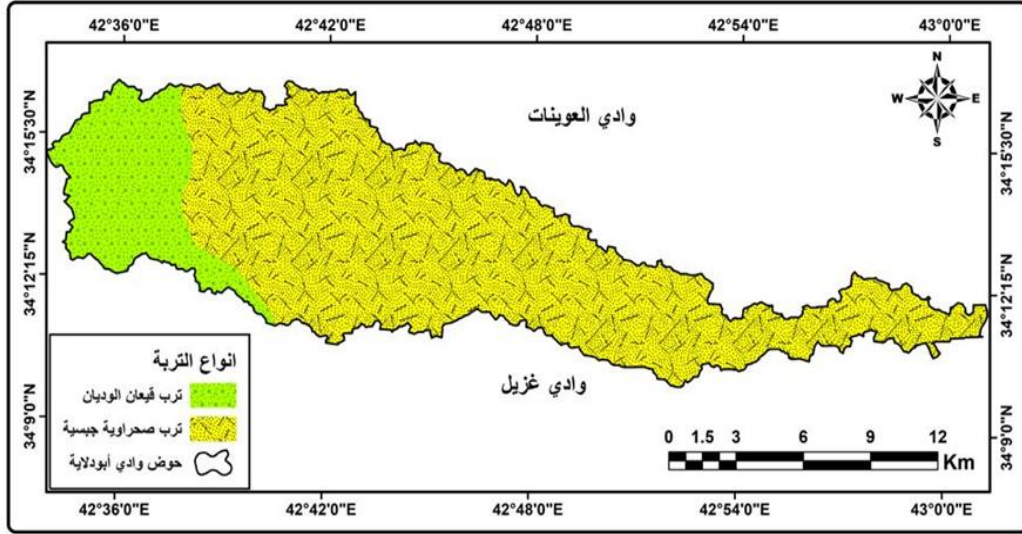 42°36'0"E 42°42'0"E 42°48'0"E 42°54'0"E 43°0'0"E
N
W E
S
وادي العوينات
34°15'30"N 34°15'30"N
34°12'15"N 34°12'15"N
انواع التربة
ترب قيعان الوديان
ترب صحراوية جبسية
حوض وادي أبودلاية
وادي غزيل
34°9'0"N 34°9'0"N
0 1.5 3 6 9 12
Km
42°36'0"E 42°42'0"E 42°48'0"E 42°54'0"E 43°0'0"E